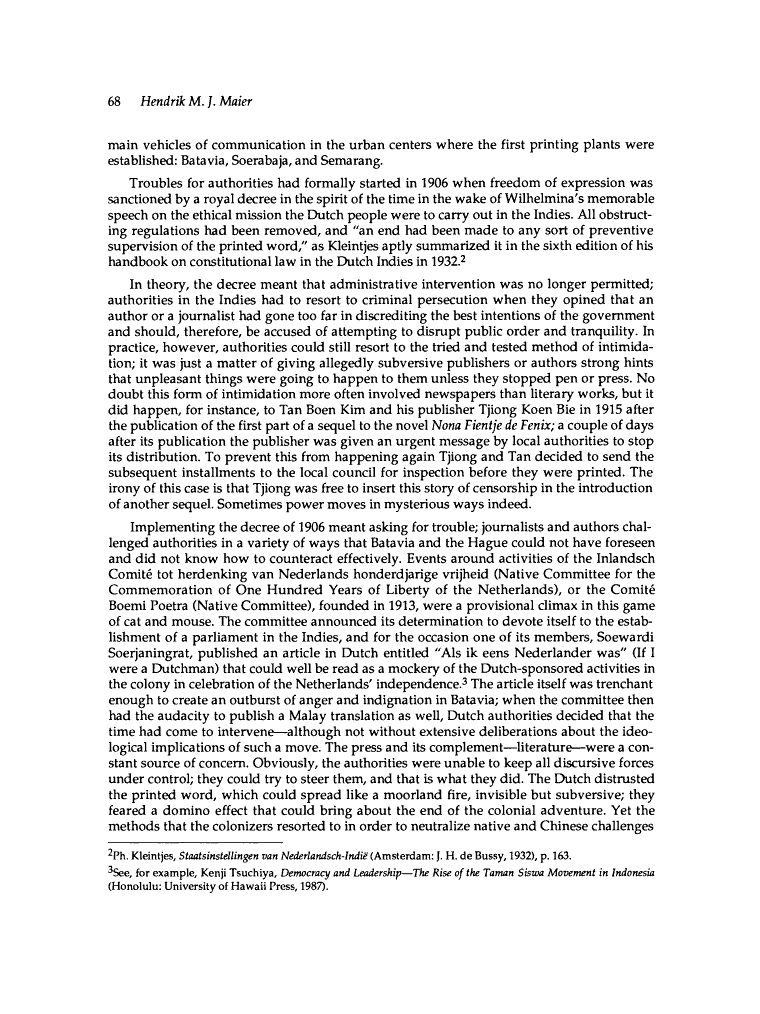 68 Hendrik M. J. Maier
main vehicles of communication in the urban centers where the first printing plants were
established: Batavia, Soerabaja, and Semarang.
Troubles for authorities had formally started in 1906 when freedom of expression was
sanctioned by a royal decree in the spirit of the time in the wake of Wilhelmina's memorable
speech on the ethical mission the Dutch people were to carry out in the Indies. All obstruct-
ing regulations had been removed, and "an end had been made to any sort of preventive
supervision of the printed word," as Kleintjes aptly summarized it in the sixth edition of his
handbook on constitutional law in the Dutch Indies in 1932.2
In theory, the decree meant that administrative intervention was no longer permitted;
authorities in the Indies had to resort to criminal persecution when they opined that an
author or a journalist had gone too far in discrediting the best intentions of the government
and should, therefore, be accused of attempting to disrupt public order and tranquility. In
practice, however, authorities could still resort to the tried and tested method of intimida-
tion; it was just a matter of giving allegedly subversive publishers or authors strong hints
that unpleasant things were going to happen to them unless they stopped pen or press. No
doubt this form of intimidation more often involved newspapers than literary works, but it
did happen, for instance, to Tan Boen Kim and his publisher Tjiong Koen Bie in 1915 after
the publication of the first part of a sequel to the novel Nona Fientje de Fenix; a couple of days
after its publication the publisher was given an urgent message by local authorities to stop
its distribution. To prevent this from happening again Tjiong and Tan decided to send the
subsequent installments to the local council for inspection before they were printed. The
irony of this case is that Tjiong was free to insert this story of censorship in the introduction
of another sequel. Sometimes power moves in mysterious ways indeed.
Implementing the decree of 1906 meant asking for trouble; journalists and authors chal-
lenged authorities in a variety of ways that Batavia and the Hague could not have foreseen
and did not know how to counteract effectively. Events around activities of the Inlandsch
Comité tot herdenking van Nederlands honderdjarige vrijheid (Native Committee for the
Commemoration of One Hundred Years of Liberty of the Netherlands), or the Comité
Boemi Poetra (Native Committee), founded in 1913, were a provisional climax in this game
of cat and mouse. The committee announced its determination to devote itself to the estab-
lishment of a parliament in the Indies, and for the occasion one of its members, Soewardi
Soerjaningrat, published an article in Dutch entitled "Als ik eens Nederlander was" (If I
were a Dutchman) that could well be read as a mockery of the Dutch-sponsored activities in
the colony in celebration of the Netherlands' independence.3 The article itself was trenchant
enough to create an outburst of anger and indignation in Batavia; when the committee then
had the audacity to publish a Malay translation as well, Dutch authorities decided that the
time had come to intervene—although not without extensive deliberations about the ideo-
logical implications of such a move. The press and its complement—literature—were a con-
stant source of concern. Obviously, the authorities were unable to keep all discursive forces
under control; they could try to steer them, and that is what they did. The Dutch distrusted
the printed word, which could spread like a moorland fire, invisible but subversive; they
feared a domino effect that could bring about the end of the colonial adventure. Yet the
methods that the colonizers resorted to in order to neutralize native and Chinese challenges
2Ph. Kleintjes, Staatsinstellingen van Nederlandsch-Indië (Amsterdam: J. H. de Bussy, 1932), p. 163.
3See, for example, Kenji Tsuchiya, Democracy and Leadership—The Rise of the Taman Siswa Movement in Indonesia
(Honolulu: University of Hawaii Press, 1987).